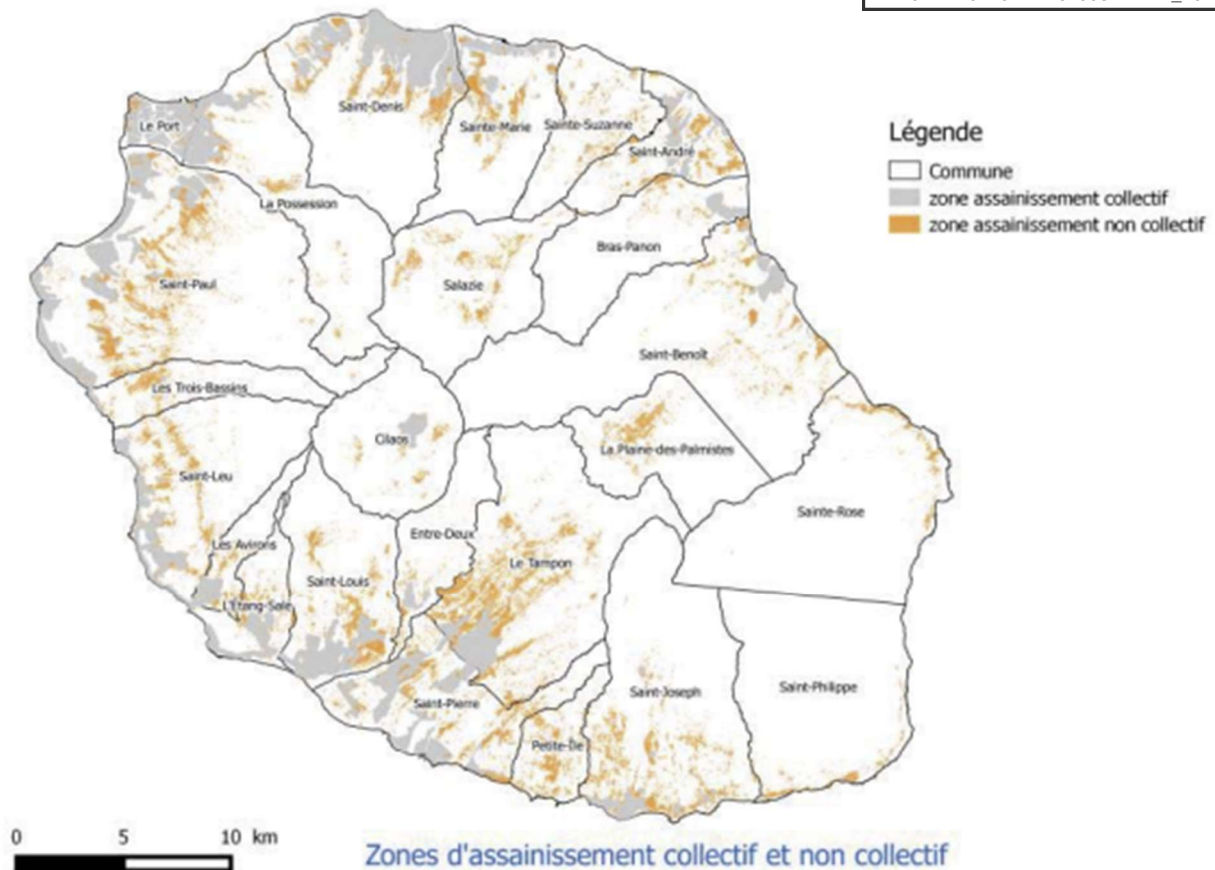 Saint-Denis
Le Port
Sainte-Marie
Sainte-Suzanne
Saint-André
La Possession
Bras-Panon
Saint-Paul
Salazie
Saint-Benoît
Les Trois-Bassins
Cilaos
La Plaine-des-Palmistes
Saint-Leu
Sainte-Rose
Entre-Deux
Les Avirons
Le Tampon
Saint-Louis
L'Etang-Salé
Saint-Joseph
Saint-Philippe
Saint-Pierre
Petite-Île
Légende
Commune
zone assainissement collectif
zone assainissement non collectif
0 5 10 km
Zones d'assainissement collectif et non collectif